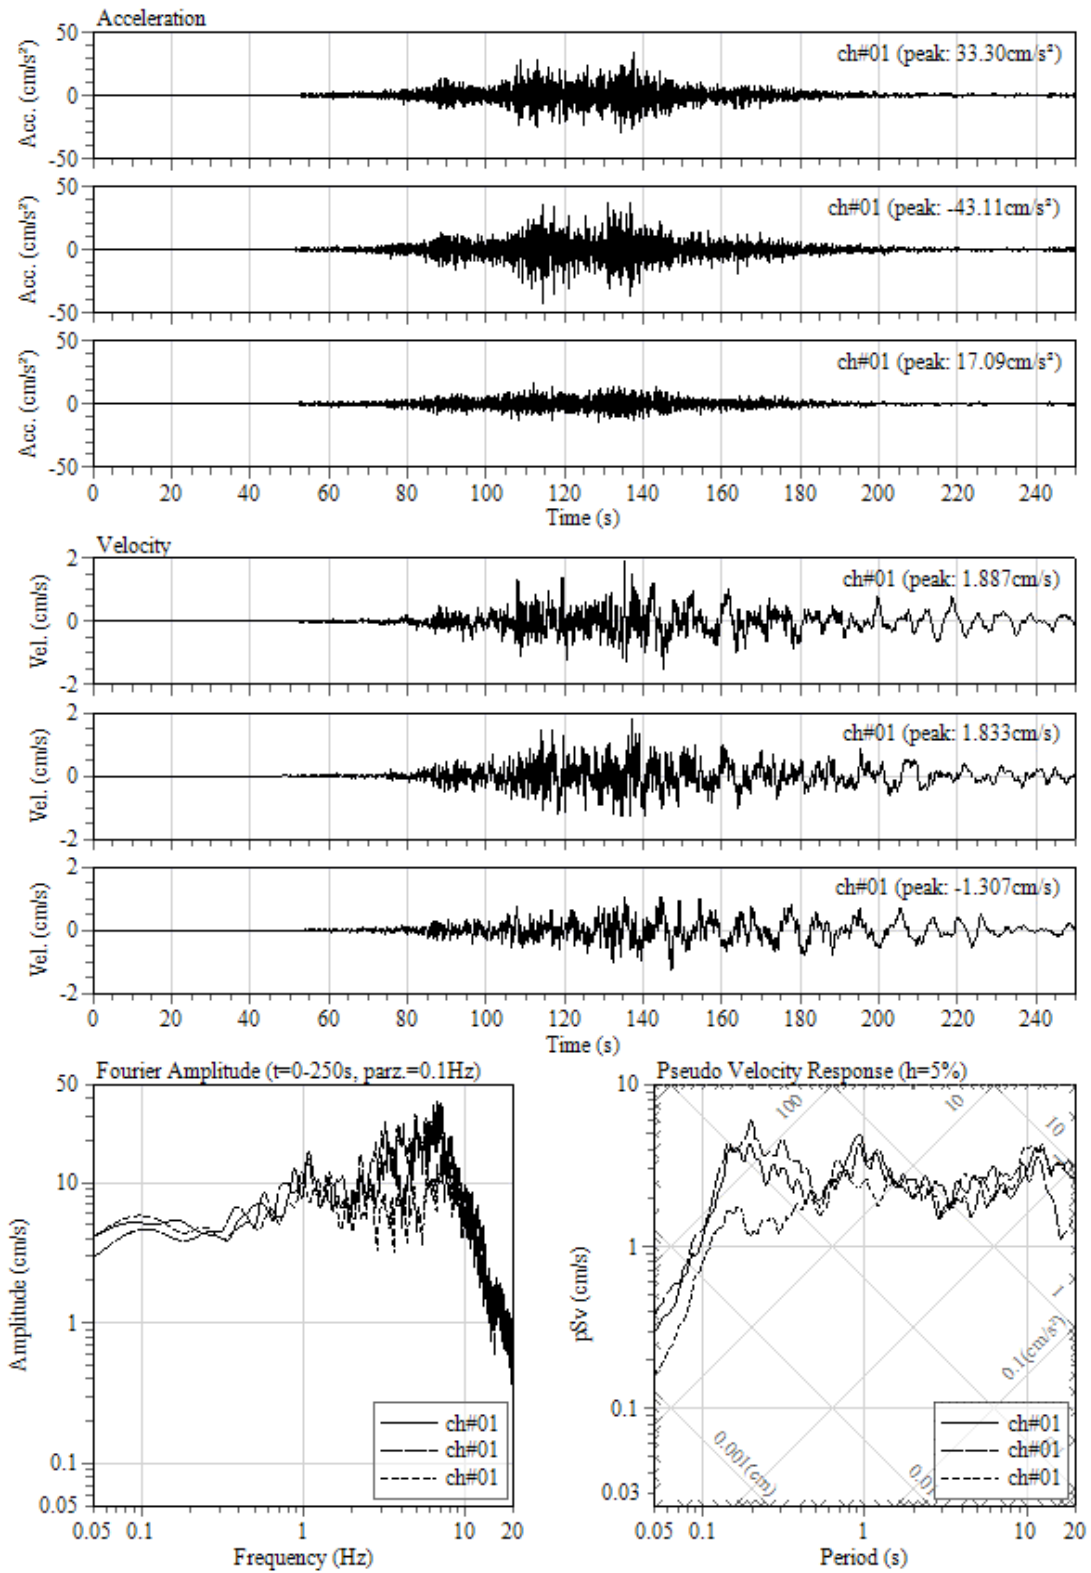 Acceleration
50
0
-50
Acc. (cm/s²)
ch#01 (peak: 33.30cm/s²)
50
0
-50
Acc. (cm/s²)
ch#01 (peak: -43.11cm/s²)
50
0
-50
Acc. (cm/s²)
ch#01 (peak: 17.09cm/s²)
0 20 40 60 80 100 120 140 160 180 200 220 240
Time (s)
Velocity
2
0
-2
Vel. (cm/s)
ch#01 (peak: 1.887cm/s)
2
0
-2
Vel. (cm/s)
ch#01 (peak: 1.833cm/s)
2
0
-2
Vel. (cm/s)
ch#01 (peak: -1.307cm/s)
0 20 40 60 80 100 120 140 160 180 200 220 240
Time (s)
Fourier Amplitude (t=0-250s, parz.=0.1Hz)
50
10
1
0.1
0.05
Amplitude (cm/s)
ch#01
ch#01
ch#01
0.05 0.1 1 10 20
Frequency (Hz)
Pseudo Velocity Response (h=5%)
10
1
0.1
0.03
pSv (cm/s)
100
10
10
1
0.1(cm/s²)
0.001(cm)
0.01
ch#01
ch#01
ch#01
0.05 0.1 1 10 20
Period (s)